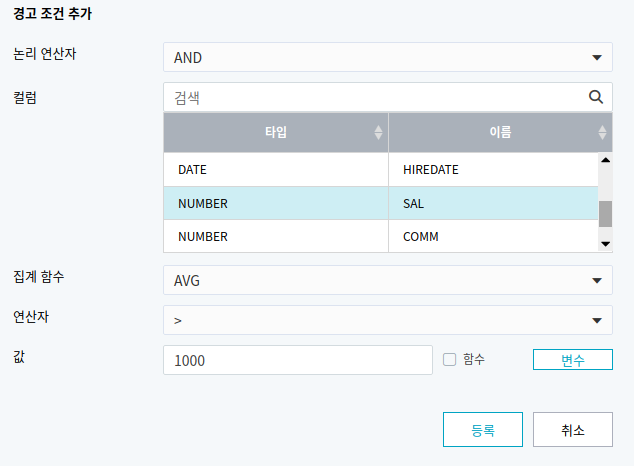 경고 조건 추가
논리 연산자
AND
컬럼
검색
타입 이름
DATE HIREDATE
NUMBER SAL
NUMBER COMM
집계 함수
AVG
연산자
>
값
1000 함수 변수
등록 취소